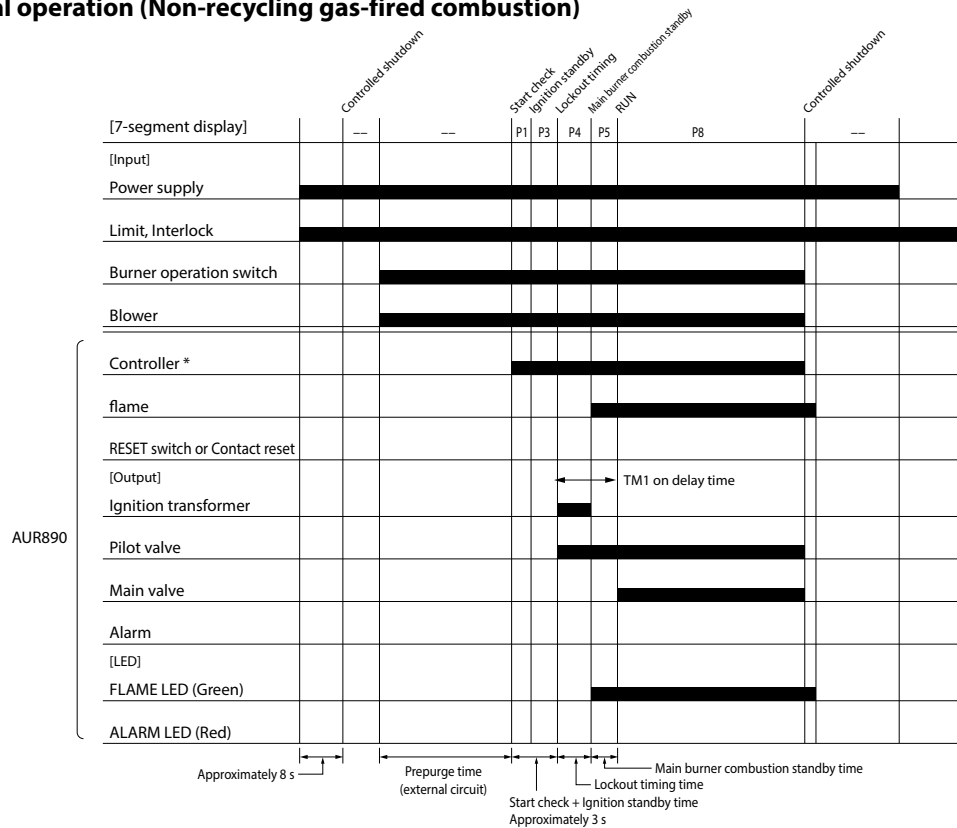 al operation (Non-recycling gas-fired combustion)
Controlled shutdown
Start check
Ignition standby
Lockout timing
Main burner combustion standby
RUN
Controlled shutdown
[7-segment display] –– –– P1 P3 P4 P5 P8 ––
[Input]
Power supply
Limit, Interlock
Burner operation switch
Blower
Controller *
flame
RESET switch or Contact reset
[Output]
TM1 on delay time
Ignition transformer
AUR890
Pilot valve
Main valve
Alarm
[LED]
FLAME LED (Green)
ALARM LED (Red)
Approximately 8 s
Prepurge time
(external circuit)
Main burner combustion standby time
Lockout timing time
Start check + Ignition standby time
Approximately 3 s